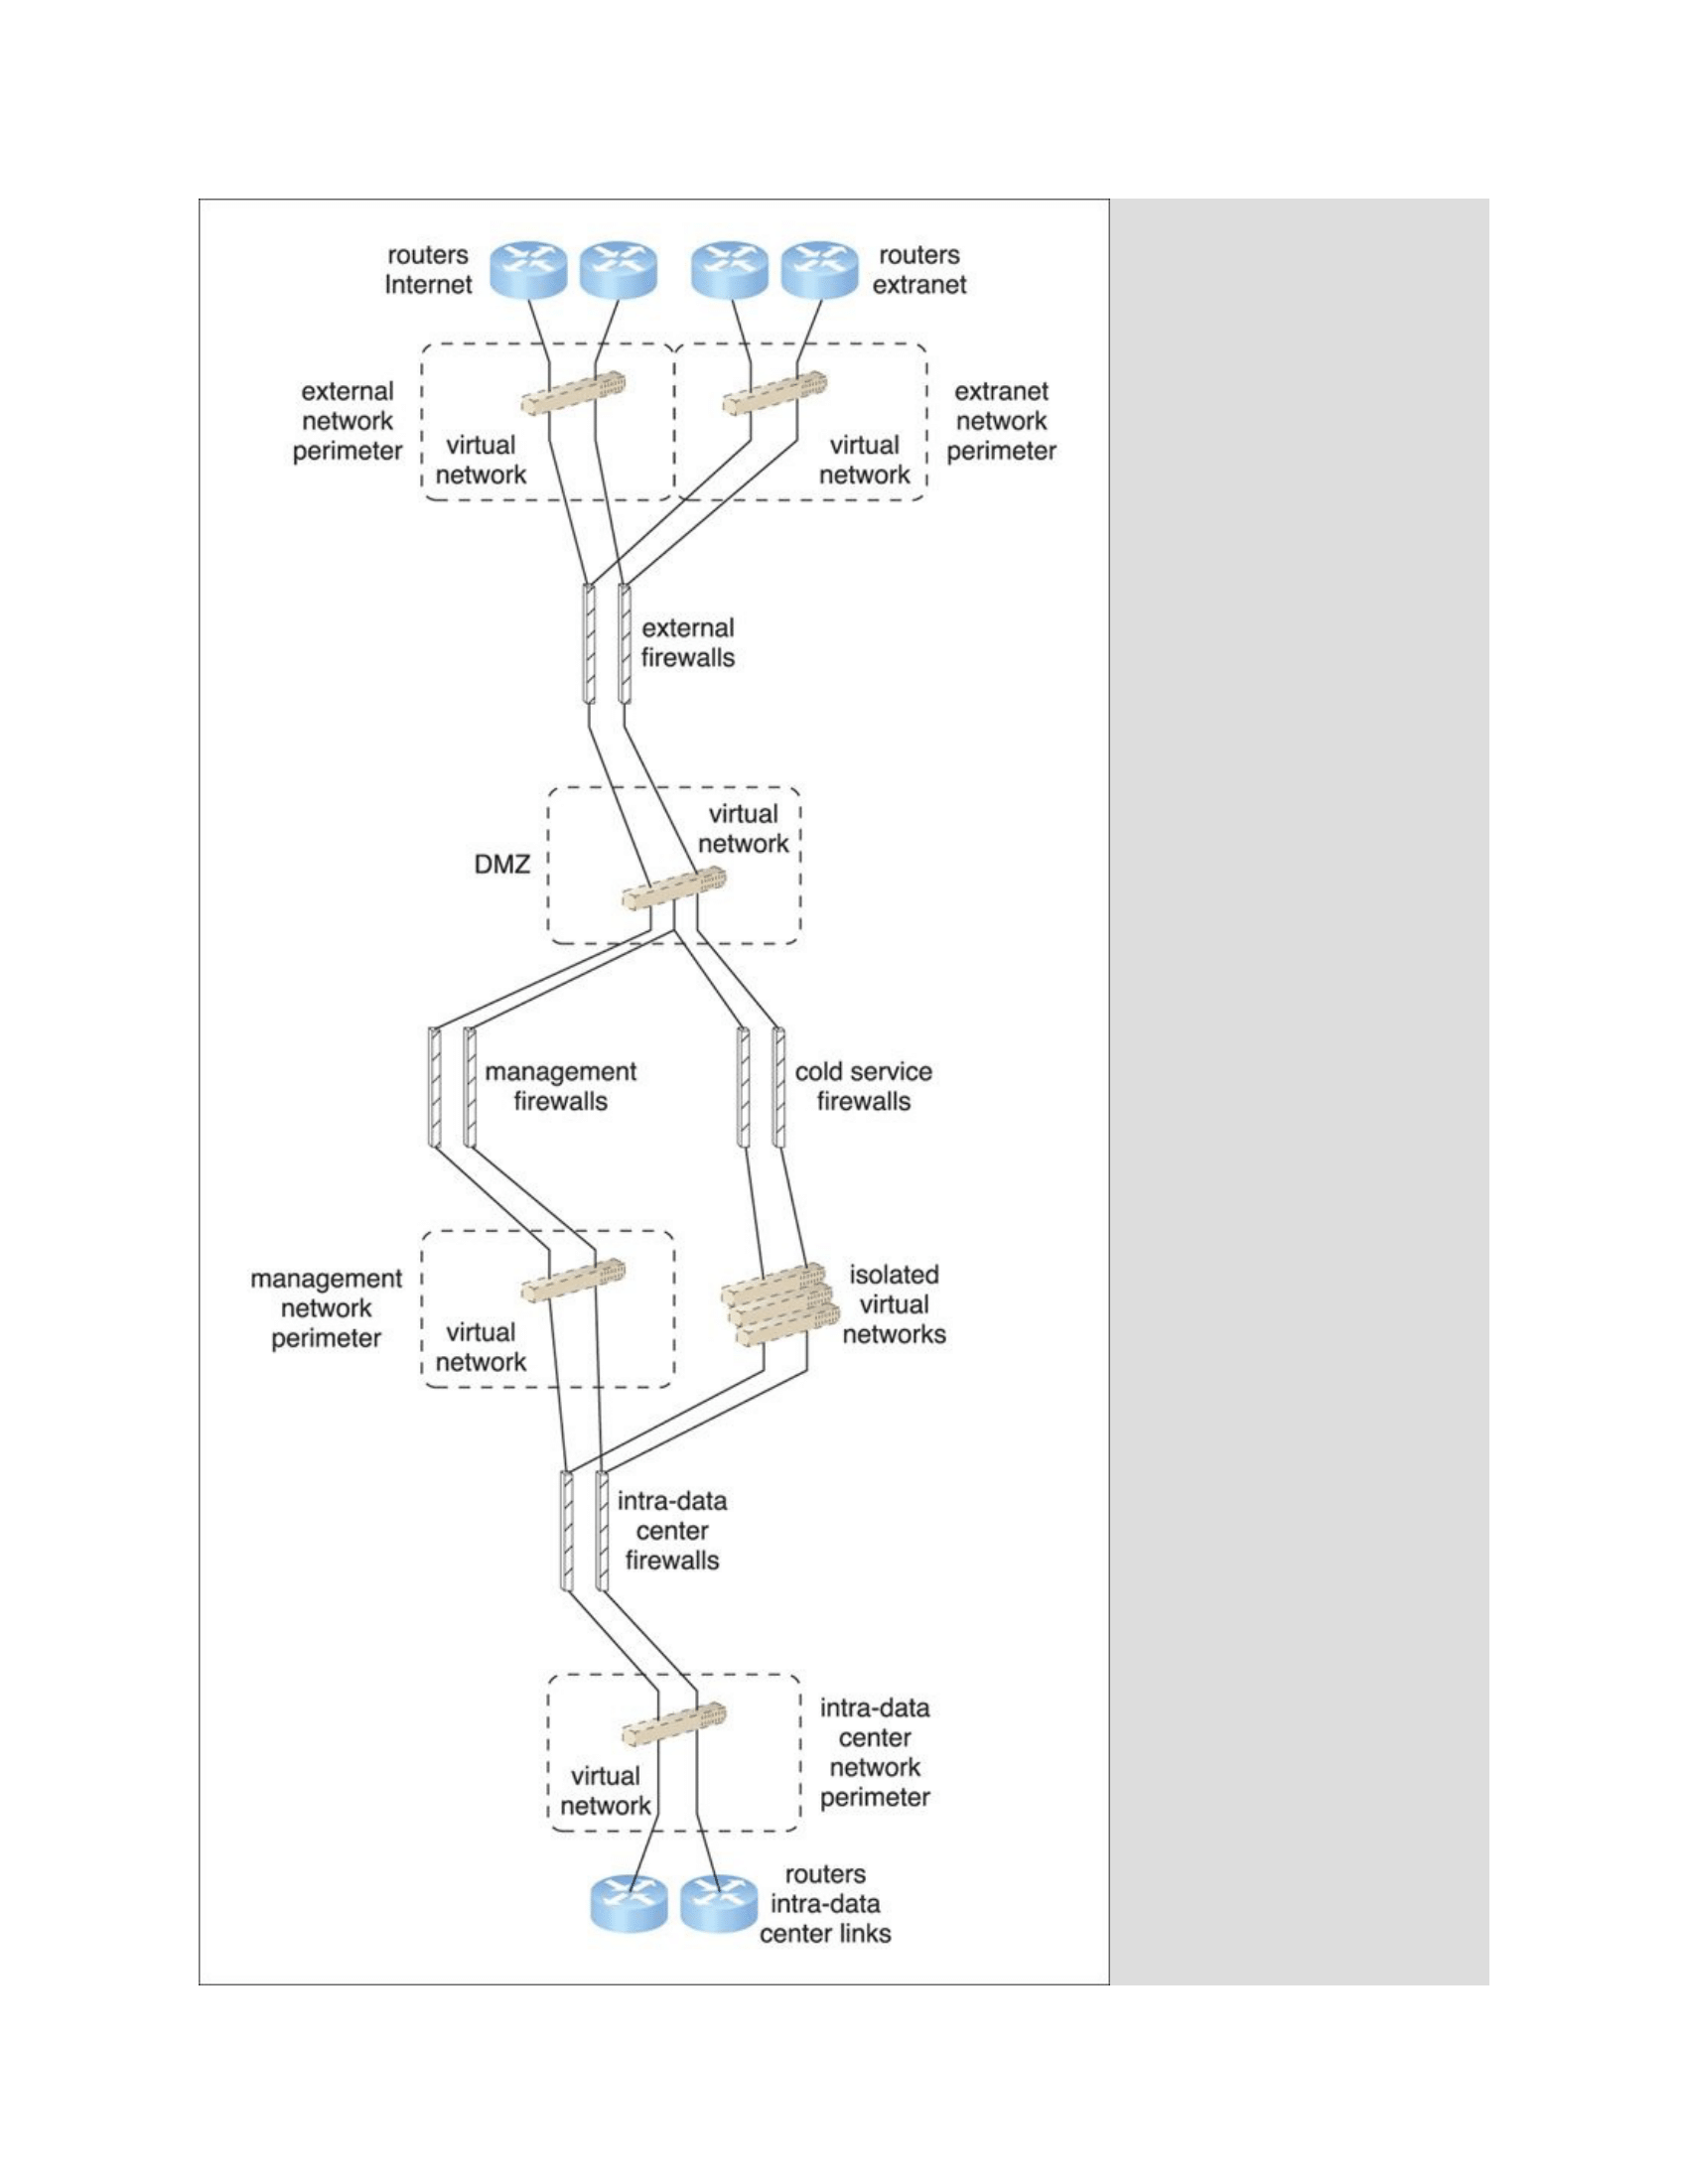 routers
Internet
routers
extranet
external
network
perimeter
virtual
network
virtual
network
extranet
network
perimeter
external
firewalls
virtual
network
DMZ
management
firewalls
cold service
firewalls
management
network
perimeter
virtual
network
isolated
virtual
networks
intra-data
center
firewalls
intra-data
center
network
perimeter
virtual
network
routers
intra-data
center links